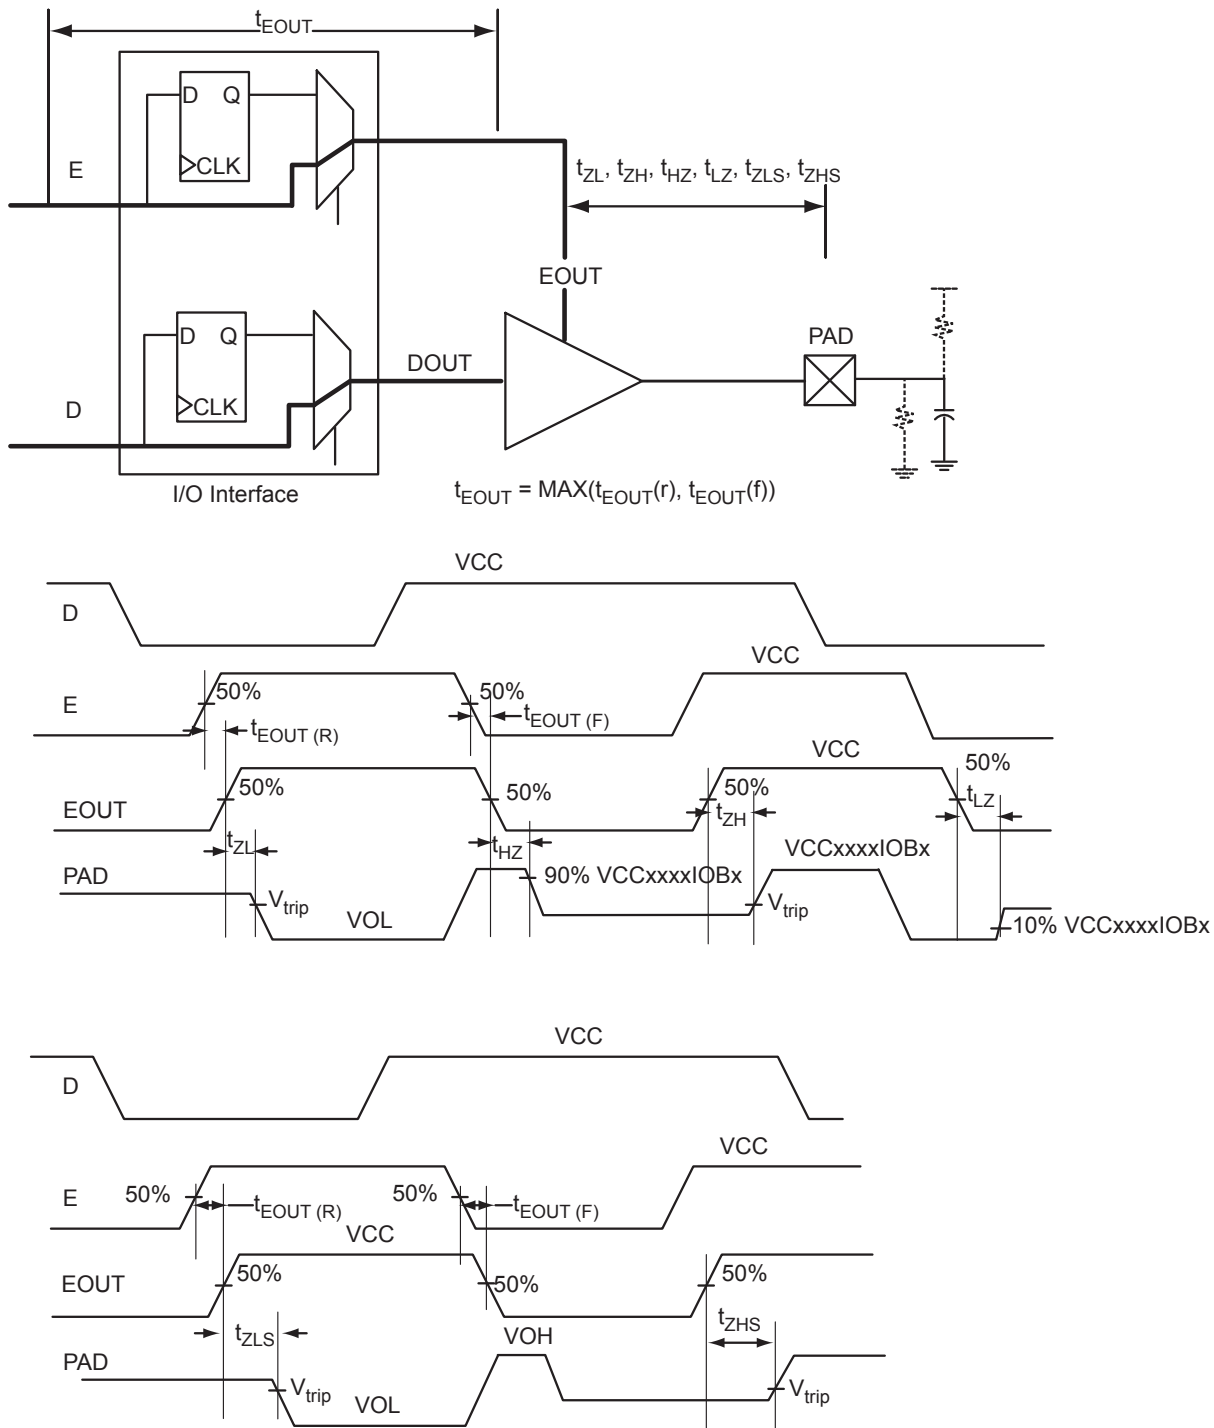 tEOUT
D Q
CLK
E
tZL, tZH, tHZ, tLZ, tZLS, tZHS
EOUT
D Q
CLK
DOUT
PAD
D
I/O Interface
tEOUT = MAX(tEOUT(r), tEOUT(f))
VCC
D
VCC
50%
50%
E
tEOUT (R)
tEOUT (F)
VCC
50%
50%
50%
50%
EOUT
tZL
tHZ
tZH
tLZ
VCCxxxxIOBx
PAD
90% VCCxxxxIOBx
Vtrip
VOL
Vtrip
10% VCCxxxxIOBx
VCC
D
VCC
50%
50%
E
tEOUT (R)
tEOUT (F)
VCC
50%
50%
50%
EOUT
tZLS
VOH
tZHS
PAD
Vtrip
VOL
Vtrip